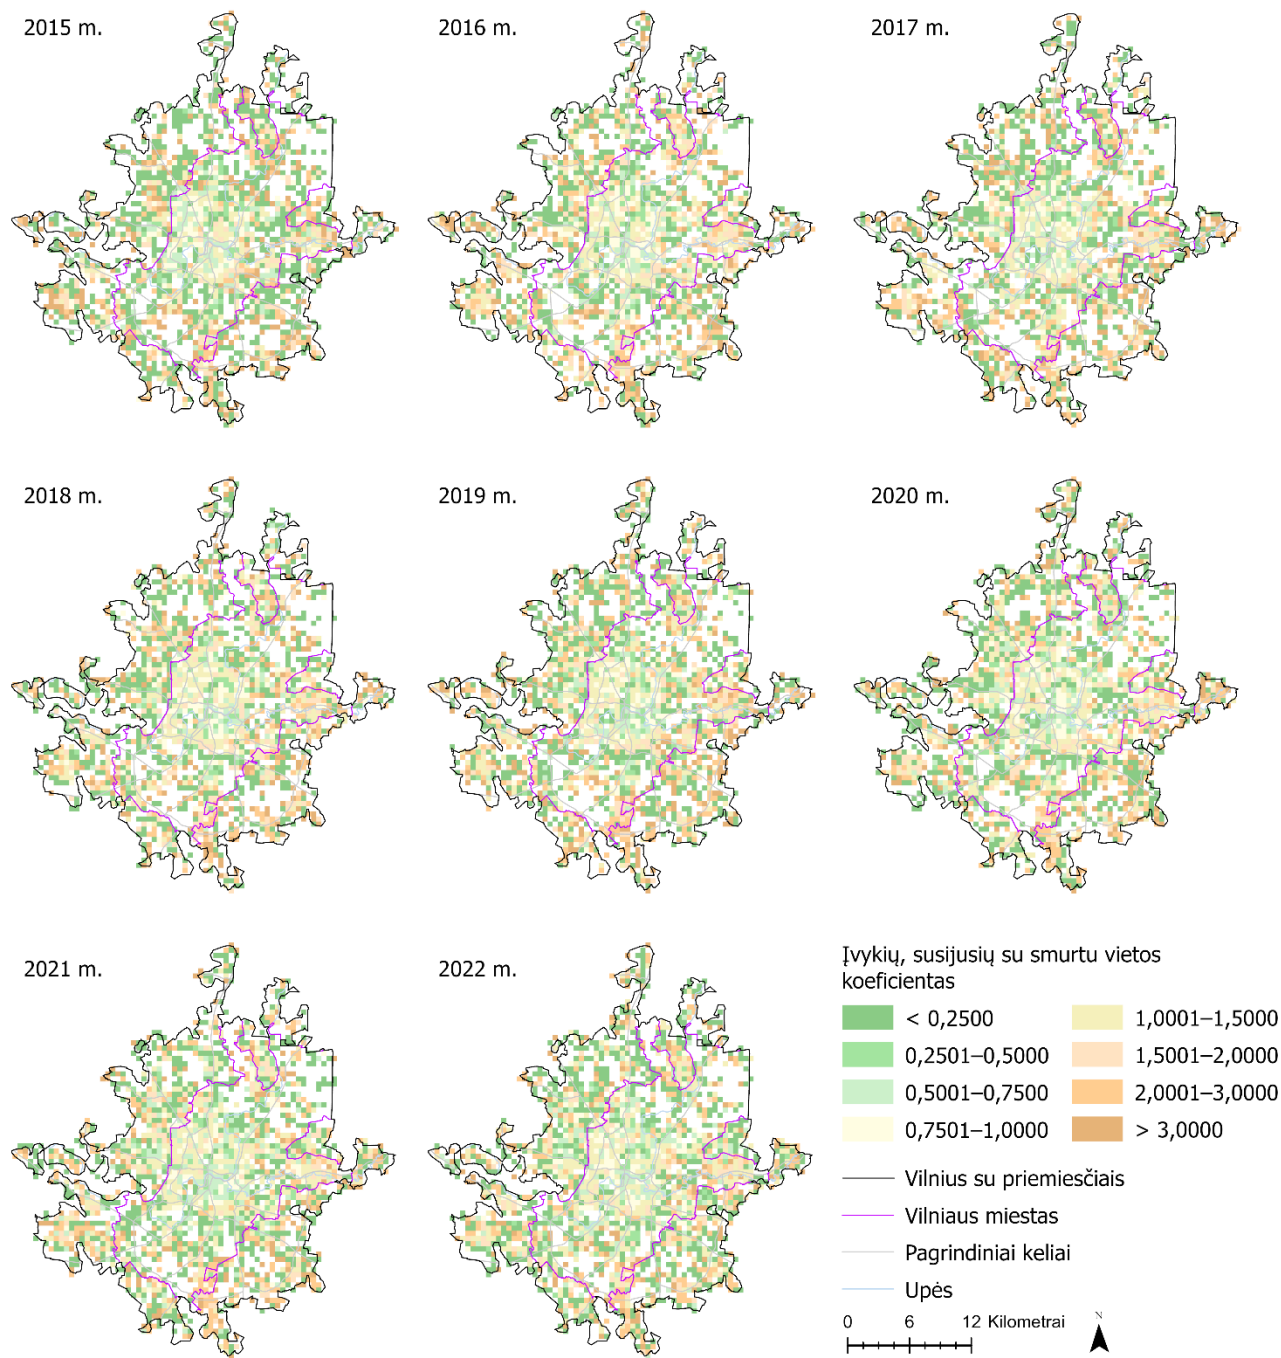 2015 m.
2016 m.
2017 m.
2018 m.
2019 m.
2020 m.
2021 m.
2022 m.
Įvykių, susijusių su smurtu vietos
koeficientas
< 0,2500
0,2501–0,5000
0,5001–0,7500
0,7501–1,0000
1,0001–1,5000
1,5001–2,0000
2,0001–3,0000
> 3,0000
Vilnius su priemiesčiais
Vilniaus miestas
Pagrindiniai keliai
Upės
0 6 12 Kilometrai
N